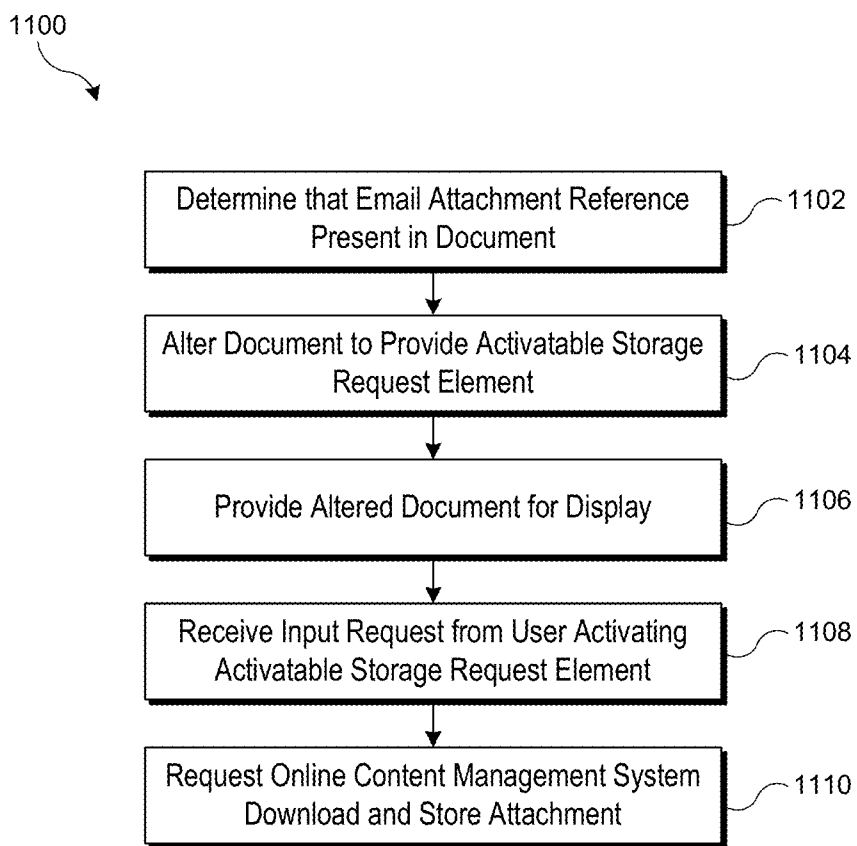 1100
Determine that Email Attachment Reference
Present in Document
1102
Alter Document to Provide Activatable Storage
Request Element
1104
Provide Altered Document for Display
1106
Receive Input Request from User Activating
Activatable Storage Request Element
1108
Request Online Content Management System
Download and Store Attachment
1110